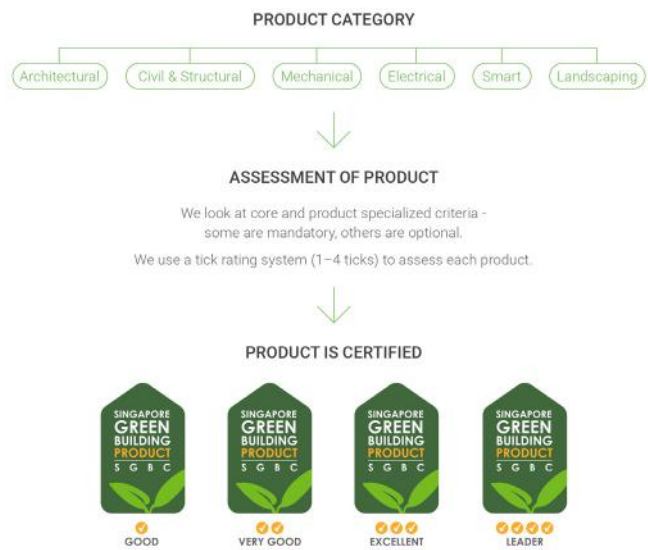 PRODUCT CATEGORY
Architectural Civil & Structural Mechanical Electrical Smart Landscaping
ASSESSMENT OF PRODUCT
We look at core and product specialized criteria -
some are mandatory, others are optional.
We use a tick rating system (1–4 ticks) to assess each product.
PRODUCT IS CERTIFIED
SINGAPORE
GREEN
BUILDING
PRODUCT
S G B C
GOOD
SINGAPORE
GREEN
BUILDING
PRODUCT
S G B C
VERY GOOD
SINGAPORE
GREEN
BUILDING
PRODUCT
S G B C
EXCELLENT
SINGAPORE
GREEN
BUILDING
PRODUCT
S G B C
LEADER